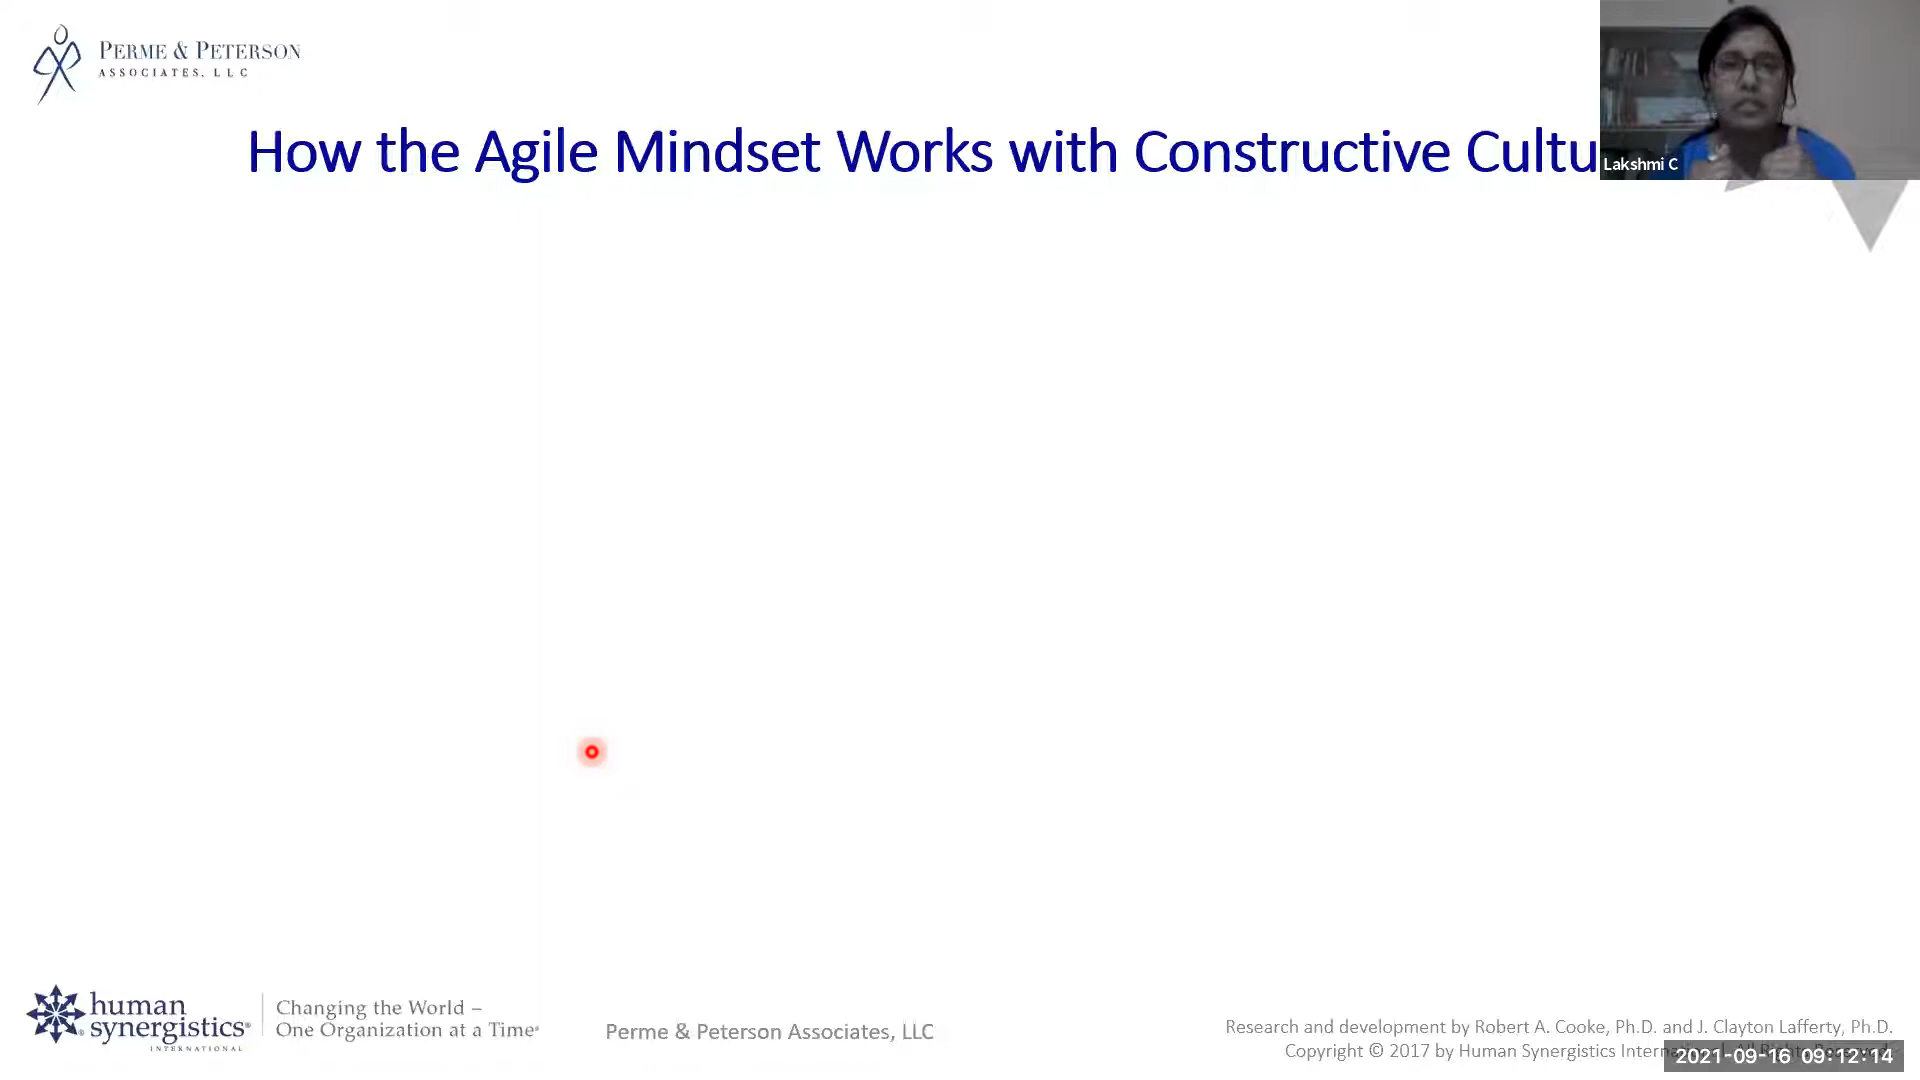 PERME & PETERSON
ASSOCIATES, LLC
How the Agile Mindset Works with Constructive Cultu
Lakshmi C
human
synergistics®
INTERNATIONAL
Changing the World –
One Organization at a Time®
Perme & Peterson Associates, LLC
Research and development by Robert A. Cooke, Ph.D. and J. Clayton Lafferty, Ph.D.
Copyright © 2017 by Human Synergistics Internati
2021-09-16 09:12:14